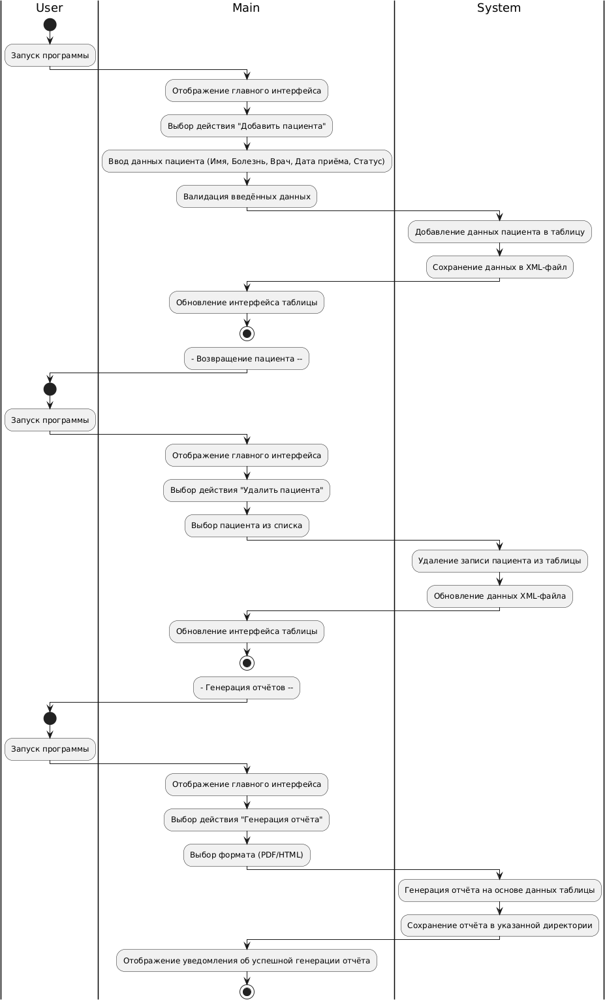 User
Main
System
Запуск программы
Отображение главного интерфейса
Выбор действия "Добавить пациента"
Ввод данных пациента (Имя, Болезнь, Врач, Дата приёма, Статус)
Валидация введённых данных
Добавление данных пациента в таблицу
Сохранение данных в XML-файл
Обновление интерфейса таблицы
- Возвращение пациента --
Запуск программы
Отображение главного интерфейса
Выбор действия "Удалить пациента"
Выбор пациента из списка
Удаление записи пациента из таблицы
Обновление данных XML-файла
Обновление интерфейса таблицы
- Генерация отчётов --
Запуск программы
Отображение главного интерфейса
Выбор действия "Генерация отчёта"
Выбор формата (PDF/HTML)
Генерация отчёта на основе данных таблицы
Сохранение отчёта в указанной директории
Отображение уведомления об успешной генерации отчёта